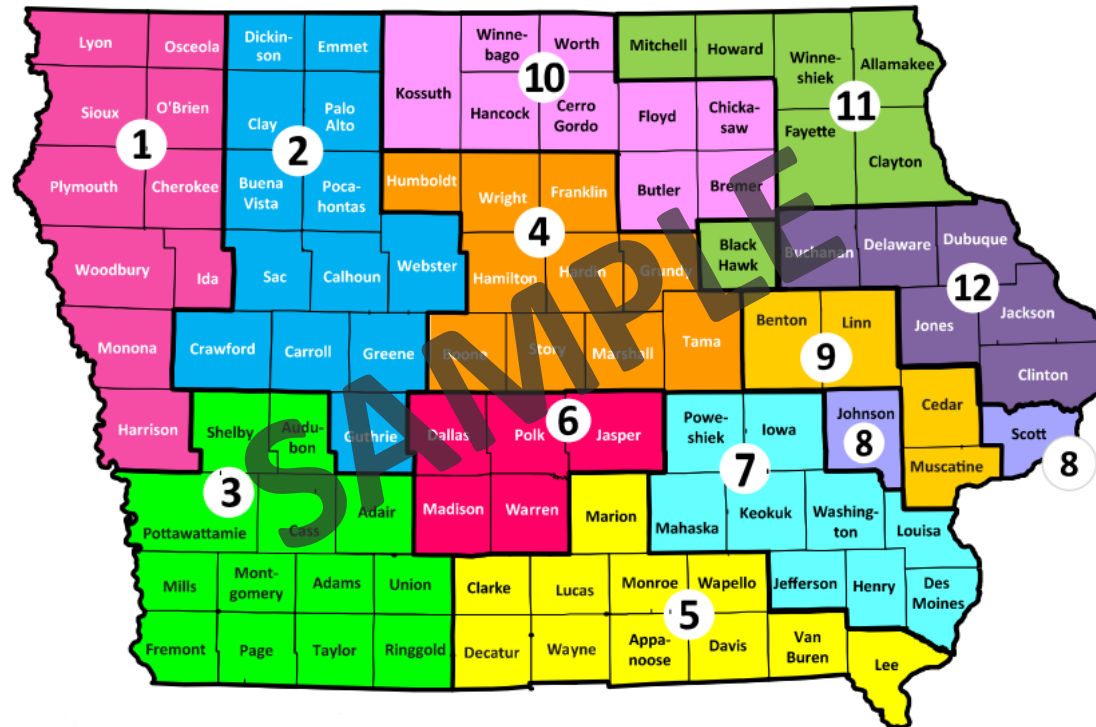 Lyon
Osceola
Dickin-
son
Emmet
Kossuth
Winne-
bago
Worth
Mitchell
Howard
Winne-
shiek
Allamakee
10
11
Sioux
O'Brien
Clay
Palo
Alto
Hancock
Cerro
Gordo
Floyd
Chicka-
saw
Fayette
Clayton
1
2
Plymouth
Cherokee
Buena
Vista
Poca-
hontas
Humboldt
Wright
Franklin
Butler
Bremer
4
Woodbury
Ida
Sac
Calhoun
Webster
Hamilton
Hardin
Grundy
Black
Hawk
Buchanan
Delaware
Dubuque
12
Jones
Jackson
Monona
Crawford
Carroll
Greene
Boone
Story
Marshall
Tama
Benton
Linn
9
Clinton
Harrison
Shelby
Audu-
bon
Guthrie
Dallas
Polk
6
Jasper
Powe-
shiek
Iowa
Johnson
8
Cedar
Scott
8
3
7
Muscatine
Pottawattamie
Cass
Adair
Madison
Warren
Marion
Mahaska
Keokuk
Washing-
ton
Louisa
Mills
Mont-
gomery
Adams
Union
Clarke
Lucas
Monroe
Wapello
Jefferson
Henry
Des
Moines
5
Fremont
Page
Taylor
Ringgold
Decatur
Wayne
Appa-
noose
Davis
Van
Buren
Lee
SAMPLE